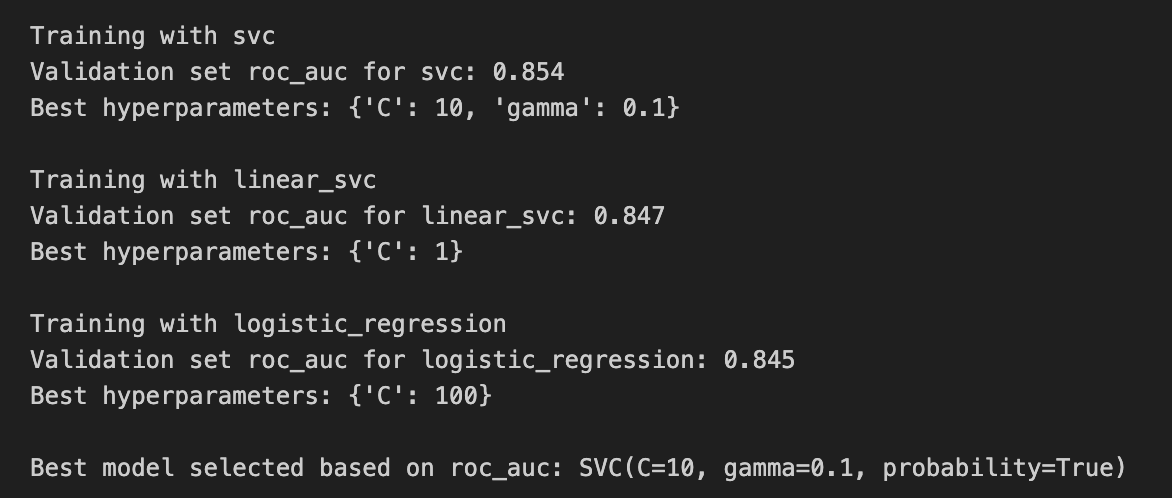 Training with svc
Validation set roc_auc for svc: 0.854
Best hyperparameters: {'C': 10, 'gamma': 0.1}
Training with linear_svc
Validation set roc_auc for linear_svc: 0.847
Best hyperparameters: {'C': 1}
Training with logistic_regression
Validation set roc_auc for logistic_regression: 0.845
Best hyperparameters: {'C': 100}
Best model selected based on roc_auc: SVC(C=10, gamma=0.1, probability=True)